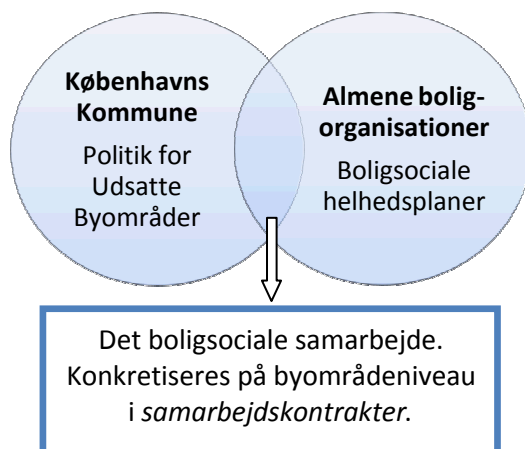 Københavns
Kommune
Politik for
Udsatte
Byområder
Almene bolig-
organisationer
Boligsociale
helhedsplaner
Det boligsociale samarbejde.
Konkretiseres på byområdeniveau
i samarbejdskontrakter.